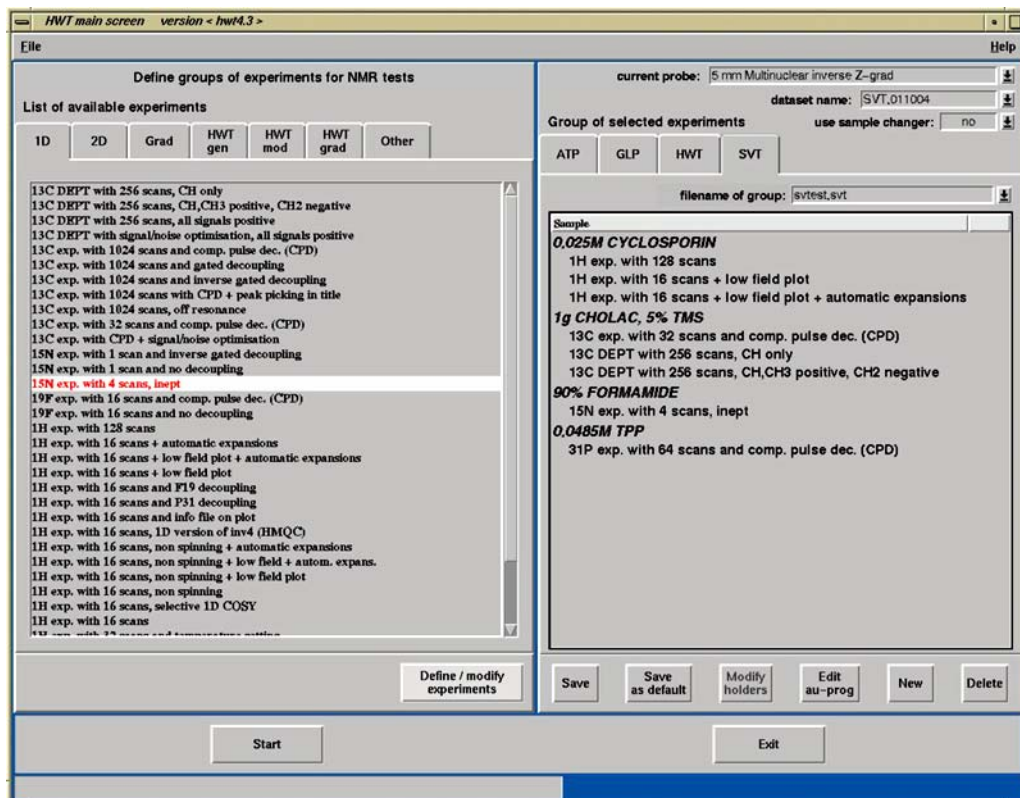 HWT main screen version < hwt4.3 >
File Help
Define groups of experiments for NMR tests
List of available experiments
1D 2D Grad HWT gen HWT mod HWT grad Other
13C DEPT with 256 scans, CH only
13C DEPT with 256 scans, CH,CH3 positive, CH2 negative
13C DEPT with 256 scans, all signals positive
13C DEPT with signal/noise optimisation, all signals positive
13C exp. with 1024 scans and comp. pulse dec. (CPD)
13C exp. with 1024 scans and gated decoupling
13C exp. with 1024 scans and inverse gated decoupling
13C exp. with 1024 scans with CPD + peak picking in title
13C exp. with 1024 scans, off resonance
13C exp. with 32 scans and comp. pulse dec. (CPD)
13C exp. with CPD + signal/noise optimisation
15N exp. with 1 scan and inverse gated decoupling
15N exp. with 1 scan and no decoupling
15N exp. with 4 scans, inept
19F exp. with 16 scans and comp. pulse dec. (CPD)
19F exp. with 16 scans and no decoupling
1H exp. with 128 scans
1H exp. with 16 scans + automatic expansions
1H exp. with 16 scans + low field plot + automatic expansions
1H exp. with 16 scans + low field plot
1H exp. with 16 scans and F19 decoupling
1H exp. with 16 scans and P31 decoupling
1H exp. with 16 scans and info file on plot
1H exp. with 16 scans, 1D version of inv4 (HMQC)
1H exp. with 16 scans, non spinning + automatic expansions
1H exp. with 16 scans, non spinning + low field + autom. expans.
1H exp. with 16 scans, non spinning + low field plot
1H exp. with 16 scans, non spinning
1H exp. with 16 scans, selective 1D COSY
1H exp. with 16 scans
1H exp. with 32 scans and temperature setting
Define / modify experiments
current probe: 5 mm Multinuclear inverse Z-grad
dataset name: SVT.011004
Group of selected experiments use sample changer: no
ATP GLP HWT SVT
filename of group: svtest.svt
Sample
0.025M CYCLOSPORIN
1H exp. with 128 scans
1H exp. with 16 scans + low field plot
1H exp. with 16 scans + low field plot + automatic expansions
1g CHOLAC, 5% TMS
13C exp. with 32 scans and comp. pulse dec. (CPD)
13C DEPT with 256 scans, CH only
13C DEPT with 256 scans, CH,CH3 positive, CH2 negative
90% FORMAMIDE
15N exp. with 4 scans, inept
0.0485M TPP
31P exp. with 64 scans and comp. pulse dec. (CPD)
Save Save as default Modify holders Edit au-prog New Delete
Start Exit